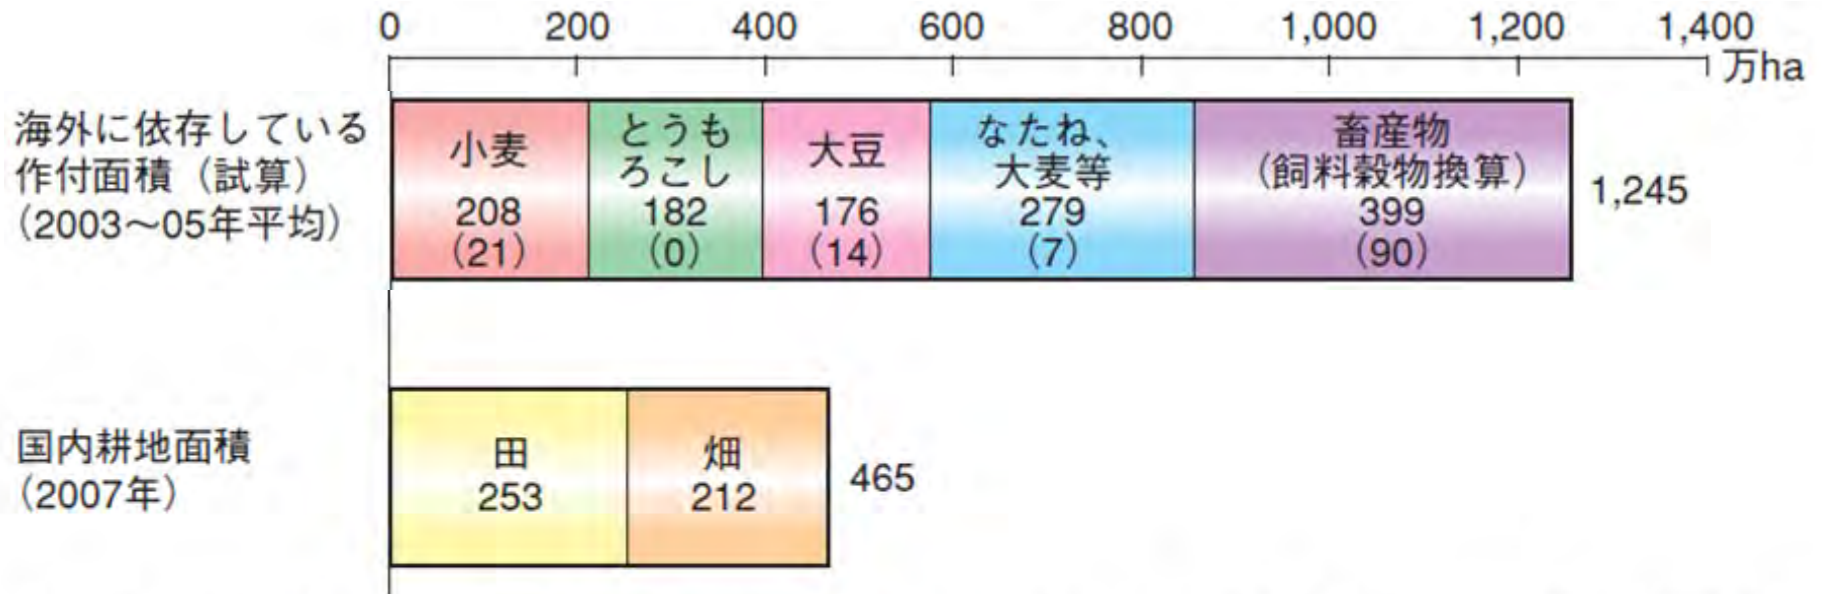 0 200 400 600 800 1,000 1,200 1,400
万ha
海外に依存している
作付面積（試算）
（2003～05年平均）
小麦
208
（21）
とうも
ろこし
182
（0）
大豆
176
（14）
なたね、
大麦等
279
（7）
畜産物
（飼料穀物換算）
399
（90）
1,245
国内耕地面積
（2007年）
田
253
畑
212
465